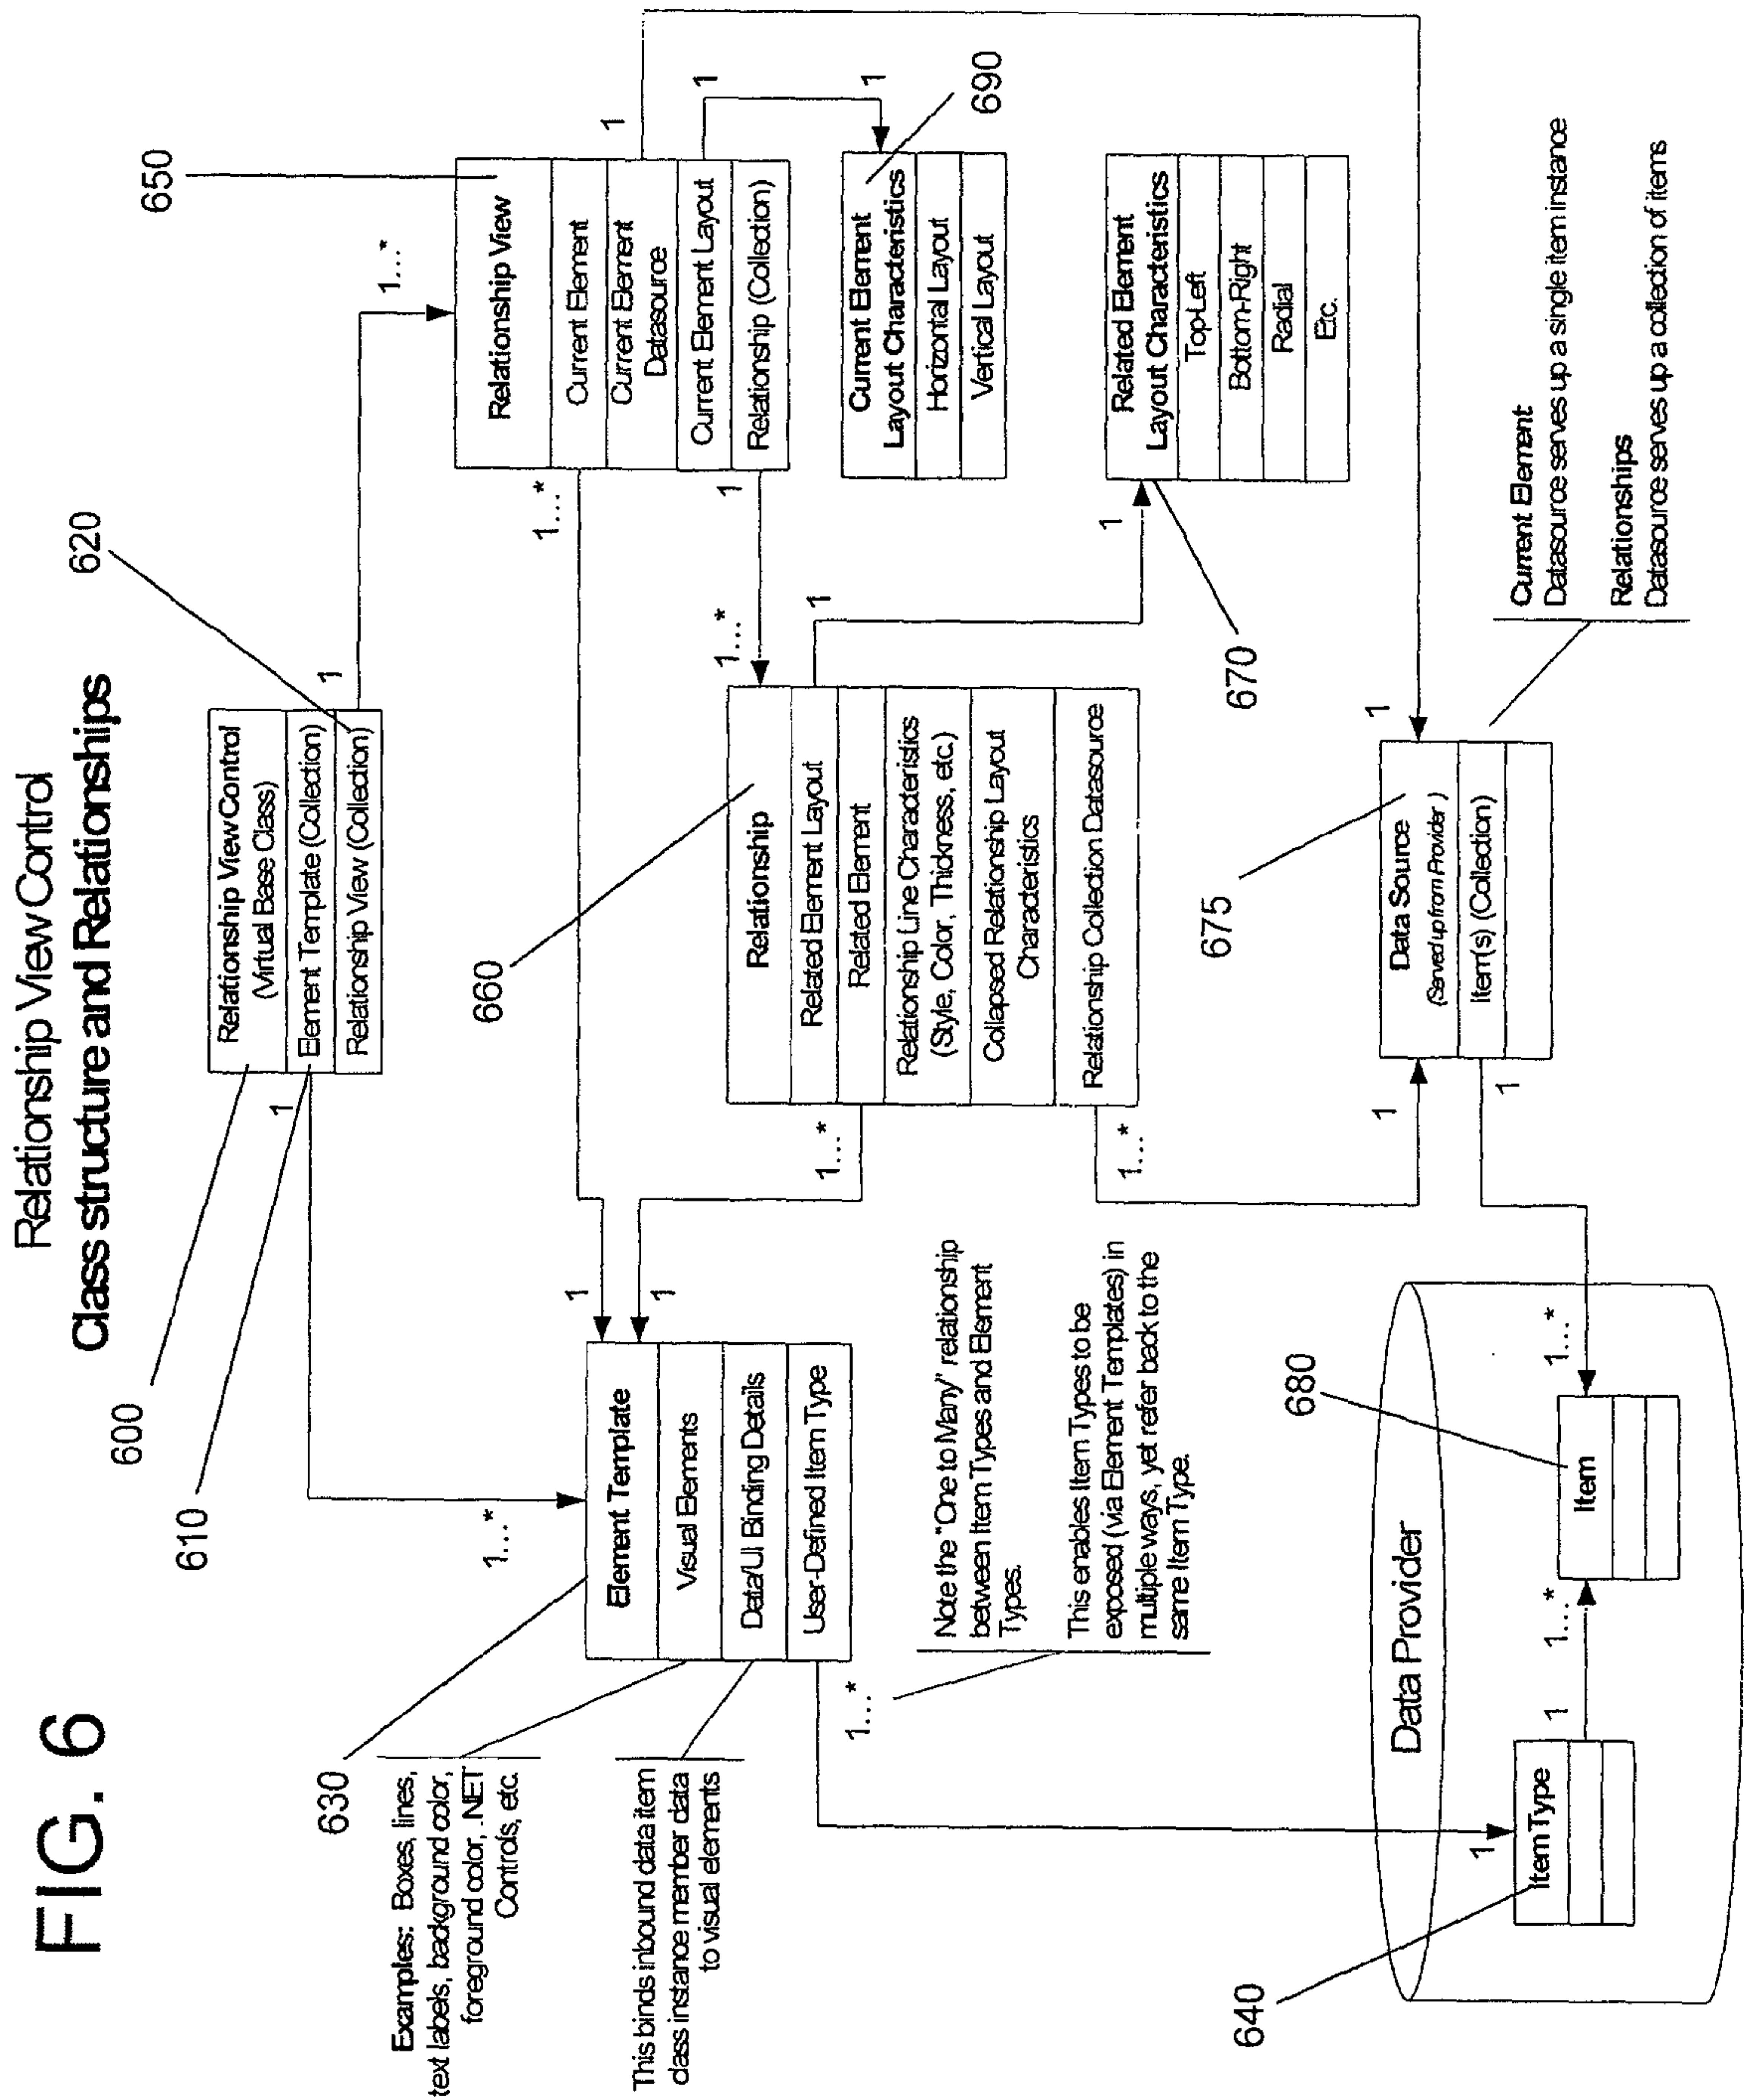 FIG. 6
Relationship View Control
Class structure and Relationships
600
610
620
Relationship View Control
(Virtual Base Class)
Element Template (Collection)
Relationship View (Collection)
1
1
1...*
1...*
650
Relationship View
Current Element
Current Element
Datasource
Current Element Layout
Relationship (Collection)
1...*
1
1
1
1
690
Current Element
Layout Characteristics
Horizontal Layout
Vertical Layout
630
Element Template
Visual Elements
Data/UI Binding Details
User-Defined Item Type
1
1
1...*
Examples: Boxes, lines,
text labels, background color,
foreground color, .NET
Controls, etc.
This binds inbound data item
class instance member data
to visual elements
660
Relationship
Related Element Layout
Related Element
Relationship Line Characteristics
(Style, Color, Thickness, etc.)
Collapsed Relationship Layout
Characteristics
Relationship Collection Datasource
1...*
1
1...*
1...*
1
670
Related Element
Layout Characteristics
Top-Left
Bottom-Right
Radial
Etc.
Note the "One to Many" relationship
between Item Types and Element
Types.
This enables Item Types to be
exposed (via Element Templates) in
multiple ways, yet refer back to the
same Item Type.
675
Data Source
(Served up from Provider)
Item(s) (Collection)
1
1
1
Current Element
Datasource serves up a single item instance
Relationships
Datasource serves up a collection of items
Data Provider
640
1
Item Type
1
1...*
680
Item
1...*